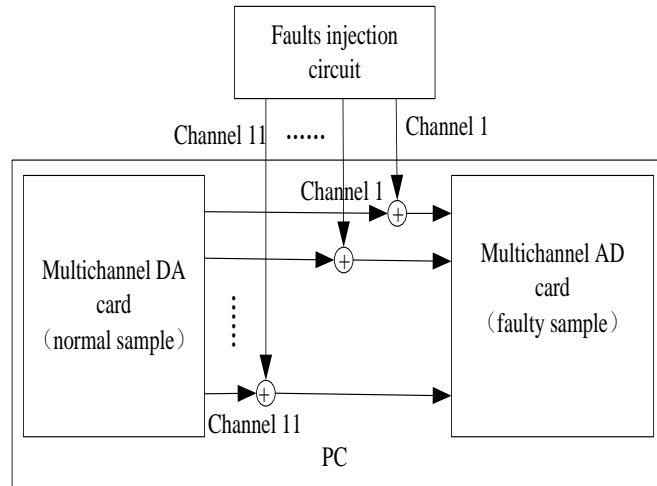 Faults injection
circuit
Channel 11
......
Channel 1
Channel 1
Multichannel DA
card
（normal sample）
......
Multichannel AD
card
（faulty sample）
Channel 11
PC